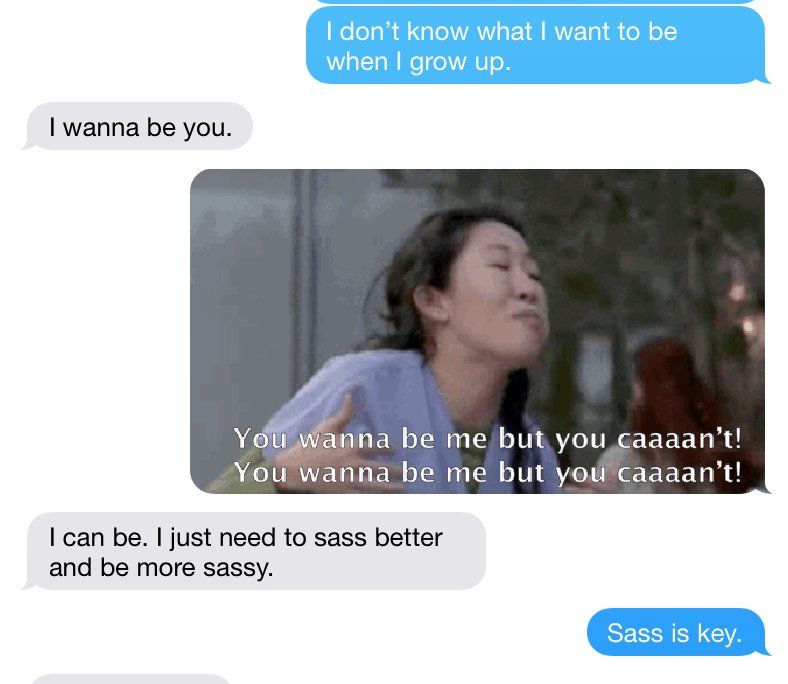 I don’t know what I want to be
when I grow up.
I wanna be you.
You wanna be me but you caaaan’t!
You wanna be me but you caaaan’t!
I can be. I just need to sass better
and be more sassy.
Sass is key.